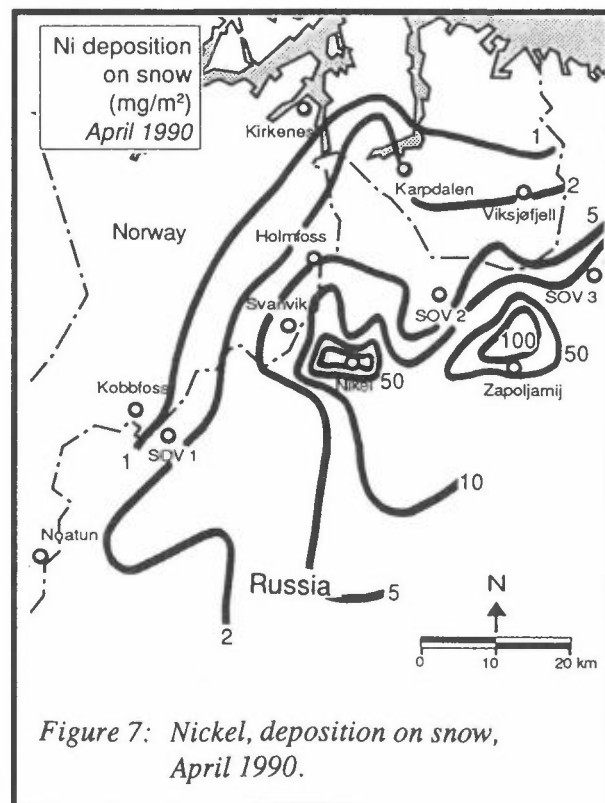 Ni deposition
on snow
(mg/m²)
April 1990
Kirkenes
1
Karpdalen
2
Viksjøfjell
5
Norway
Holmfoss
SOV 3
SOV 2
Svanvik
100
50
Nikel
50
Zapoljarnij
Kobbfoss
1
SOV 1
10
Noatun
Russia
5
N
2
0 10 20 km
Figure 7: Nickel, deposition on snow,
April 1990.